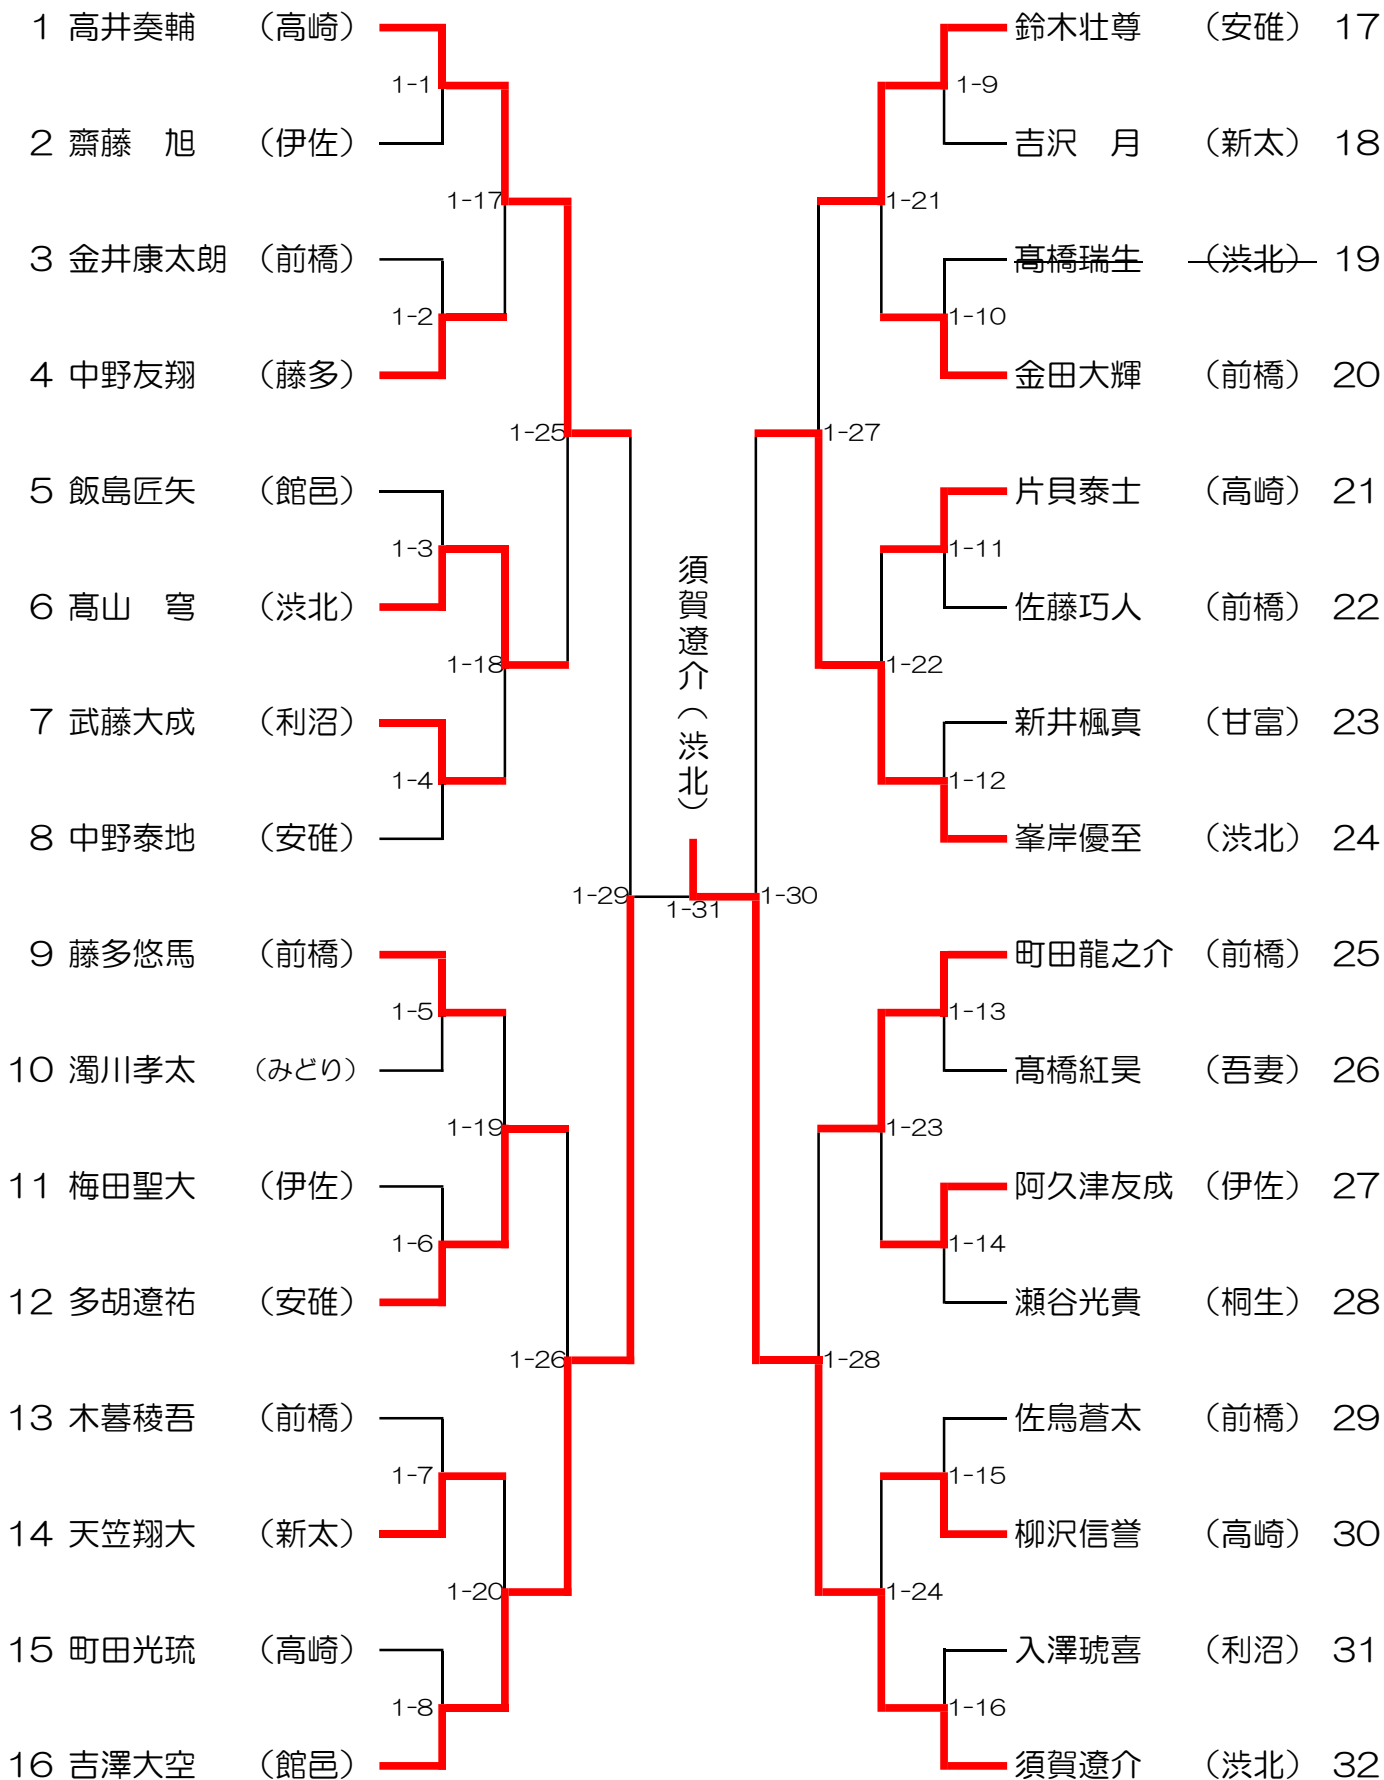 1 高井奏輔 （高崎）
1-1
2 齋藤　旭 （伊佐）
1-17
3 金井康太朗 （前橋）
1-2
4 中野友翔 （藤多）
1-25
5 飯島匠矢 （館邑）
1-3
6 髙山　穹 （渋北）
1-18
7 武藤大成 （利沼）
1-4
8 中野泰地 （安碓）
1-29
9 藤多悠馬 （前橋）
1-5
10 濁川孝太 （みどり）
1-19
11 梅田聖大 （伊佐）
1-6
12 多胡遼祐 （安碓）
1-26
13 木暮稜吾 （前橋）
1-7
14 天笠翔大 （新太）
1-20
15 町田光琉 （高崎）
1-8
16 吉澤大空 （館邑）
須賀遼介（渋北）
1-31
鈴木壮尊 （安碓） 17
1-9
吉沢　月 （新太） 18
1-21
髙橋瑞生 （渋北） 19
1-10
金田大輝 （前橋） 20
1-27
片貝泰士 （高崎） 21
1-11
佐藤巧人 （前橋） 22
1-22
新井楓真 （甘富） 23
1-12
峯岸優至 （渋北） 24
1-30
町田龍之介 （前橋） 25
1-13
髙橋紅昊 （吾妻） 26
1-23
阿久津友成 （伊佐） 27
1-14
瀬谷光貴 （桐生） 28
1-28
佐鳥蒼太 （前橋） 29
1-15
柳沢信誉 （高崎） 30
1-24
入澤琥喜 （利沼） 31
1-16
須賀遼介 （渋北） 32